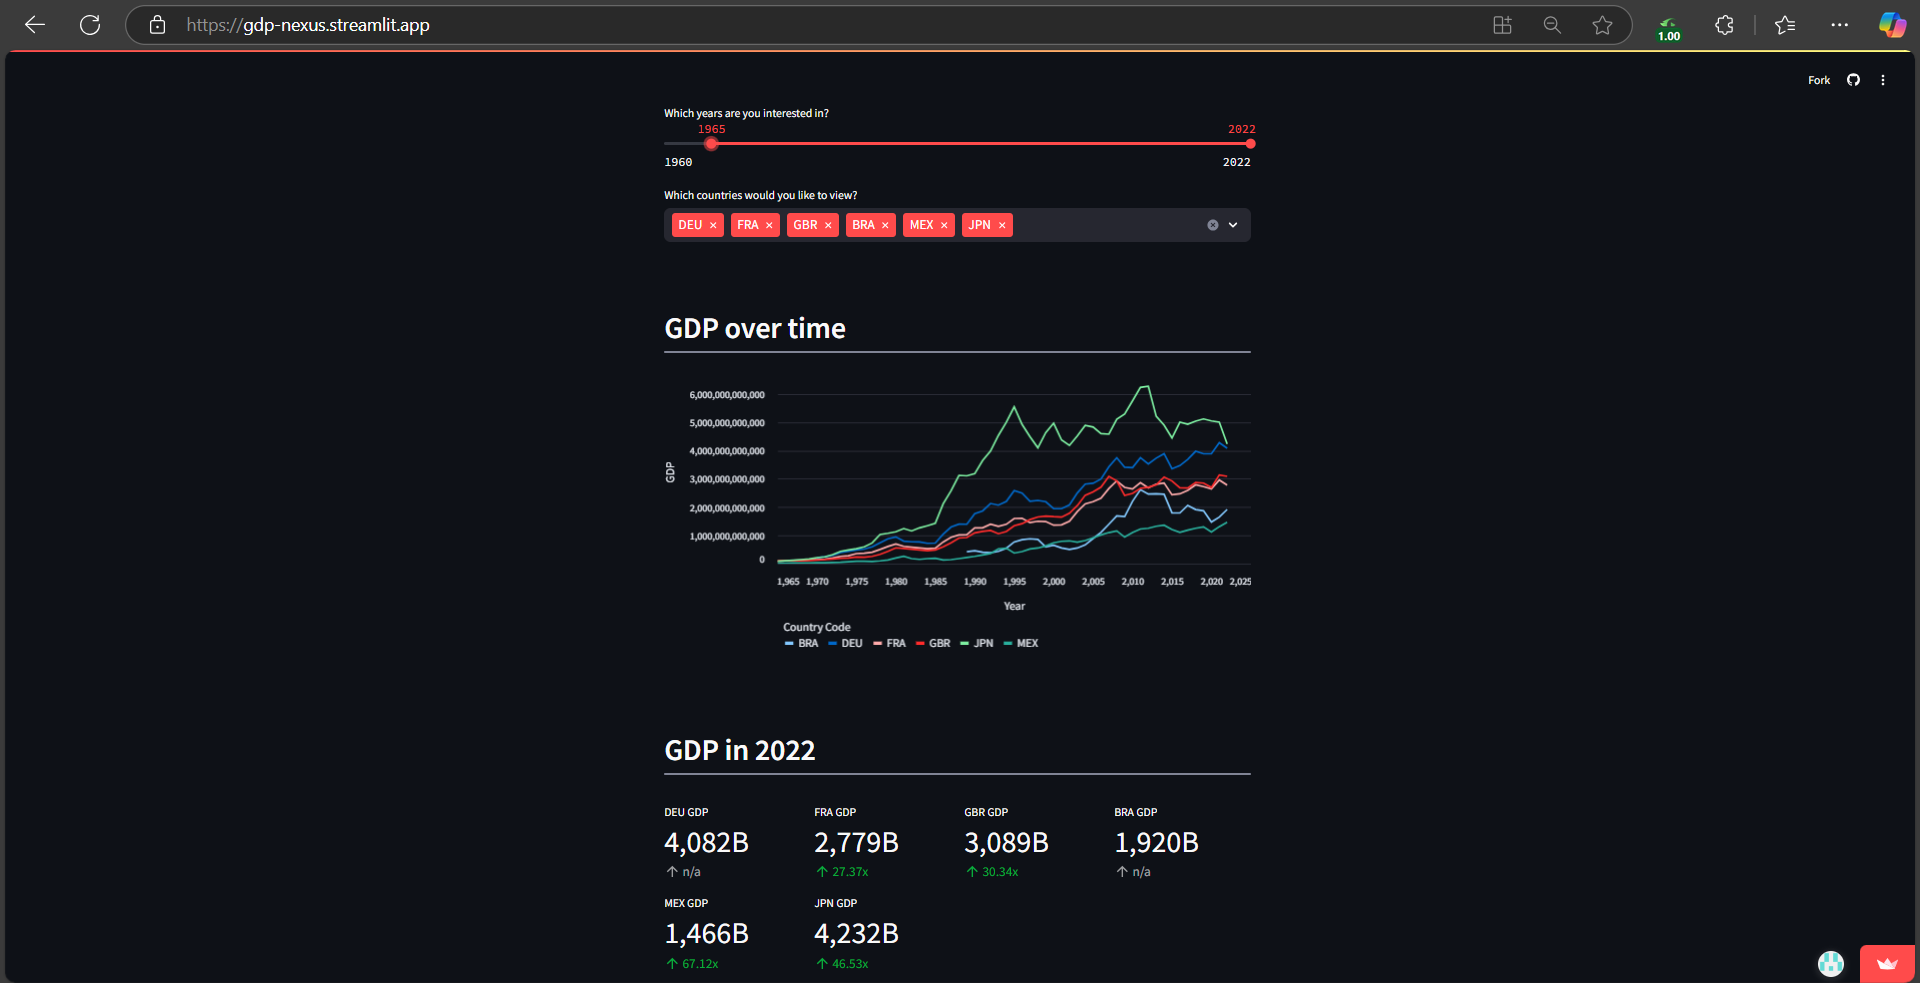 https://gdp-nexus.streamlit.app
1.00
Fork
Which years are you interested in?
1965 2022
1960 2022
Which countries would you like to view?
DEU × FRA × GBR × BRA × MEX × JPN ×
GDP over time
6,000,000,000,000
5,000,000,000,000
4,000,000,000,000
3,000,000,000,000
2,000,000,000,000
1,000,000,000,000
0
GDP
1,965 1,970 1,975 1,980 1,985 1,990 1,995 2,000 2,005 2,010 2,015 2,020 2,025
Year
Country Code
BRA DEU FRA GBR JPN MEX
GDP in 2022
DEU GDP FRA GDP GBR GDP BRA GDP
4,082B 2,779B 3,089B 1,920B
↑ n/a ↑ 27.37x ↑ 30.34x ↑ n/a
MEX GDP JPN GDP
1,466B 4,232B
↑ 67.12x ↑ 46.53x